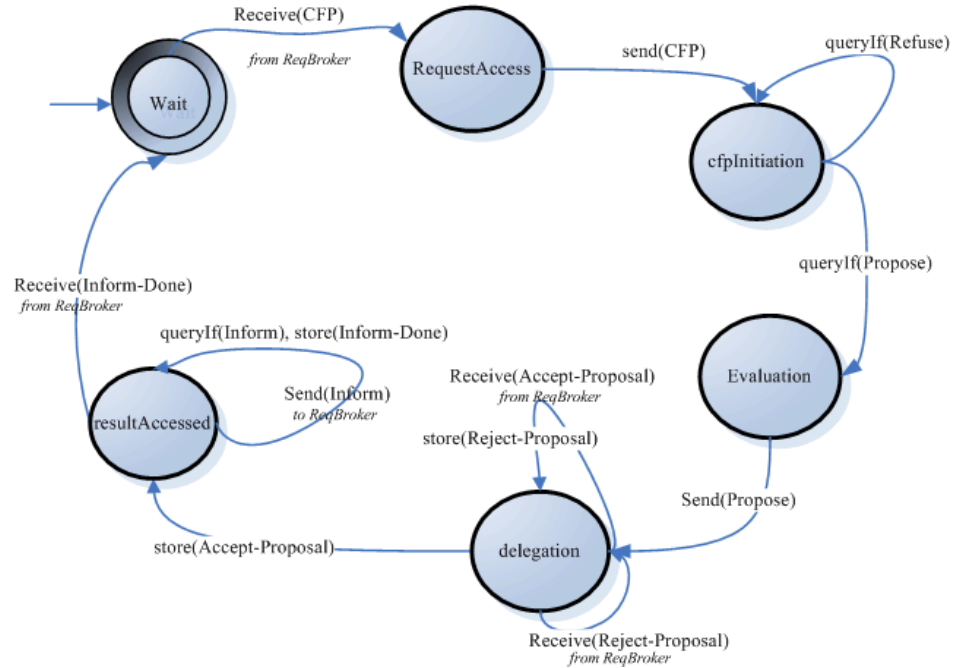 Receive(CFP)
from ReqBroker
Wait
RequestAccess
send(CFP)
queryIf(Refuse)
cfpInitiation
queryIf(Propose)
Receive(Inform-Done)
from ReqBroker
queryIf(Inform), store(Inform-Done)
Send(Inform)
to ReqBroker
resultAccessed
Evaluation
Receive(Accept-Proposal)
from ReqBroker
store(Reject-Proposal)
Send(Propose)
store(Accept-Proposal)
delegation
Receive(Reject-Proposal)
from ReqBroker